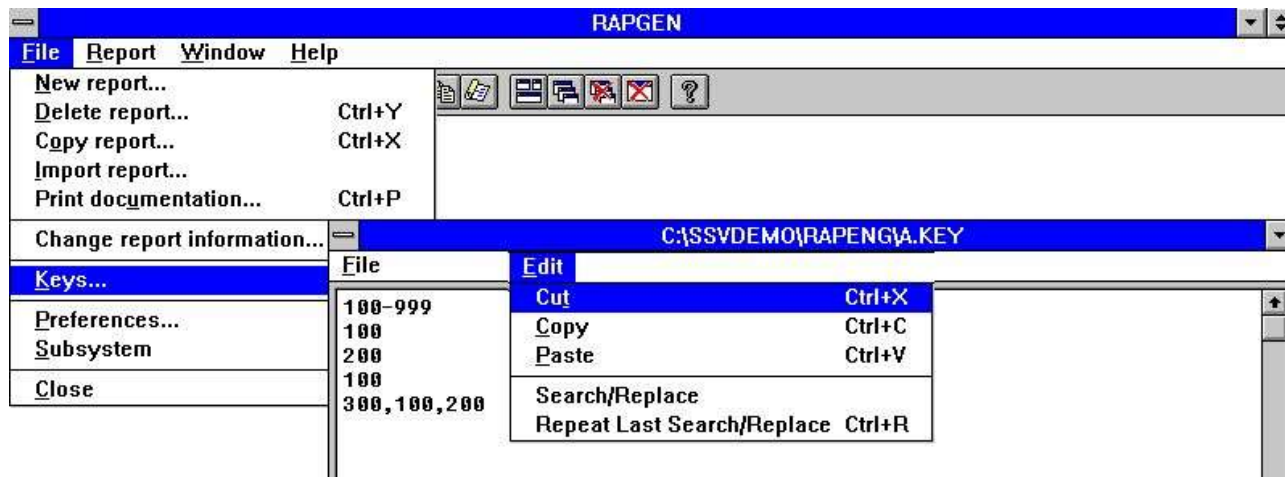 RAPGEN
File Report Window Help
New report...
Delete report... Ctrl+Y
Copy report... Ctrl+X
Import report...
Print documentation... Ctrl+P
Change report information...
Keys...
Preferences...
Subsystem
Close
C:\SSVDEMO\RAPENG\A.KEY
File Edit
100-999
100
200
100
300,100,200
Cut Ctrl+X
Copy Ctrl+C
Paste Ctrl+V
Search/Replace
Repeat Last Search/Replace Ctrl+R